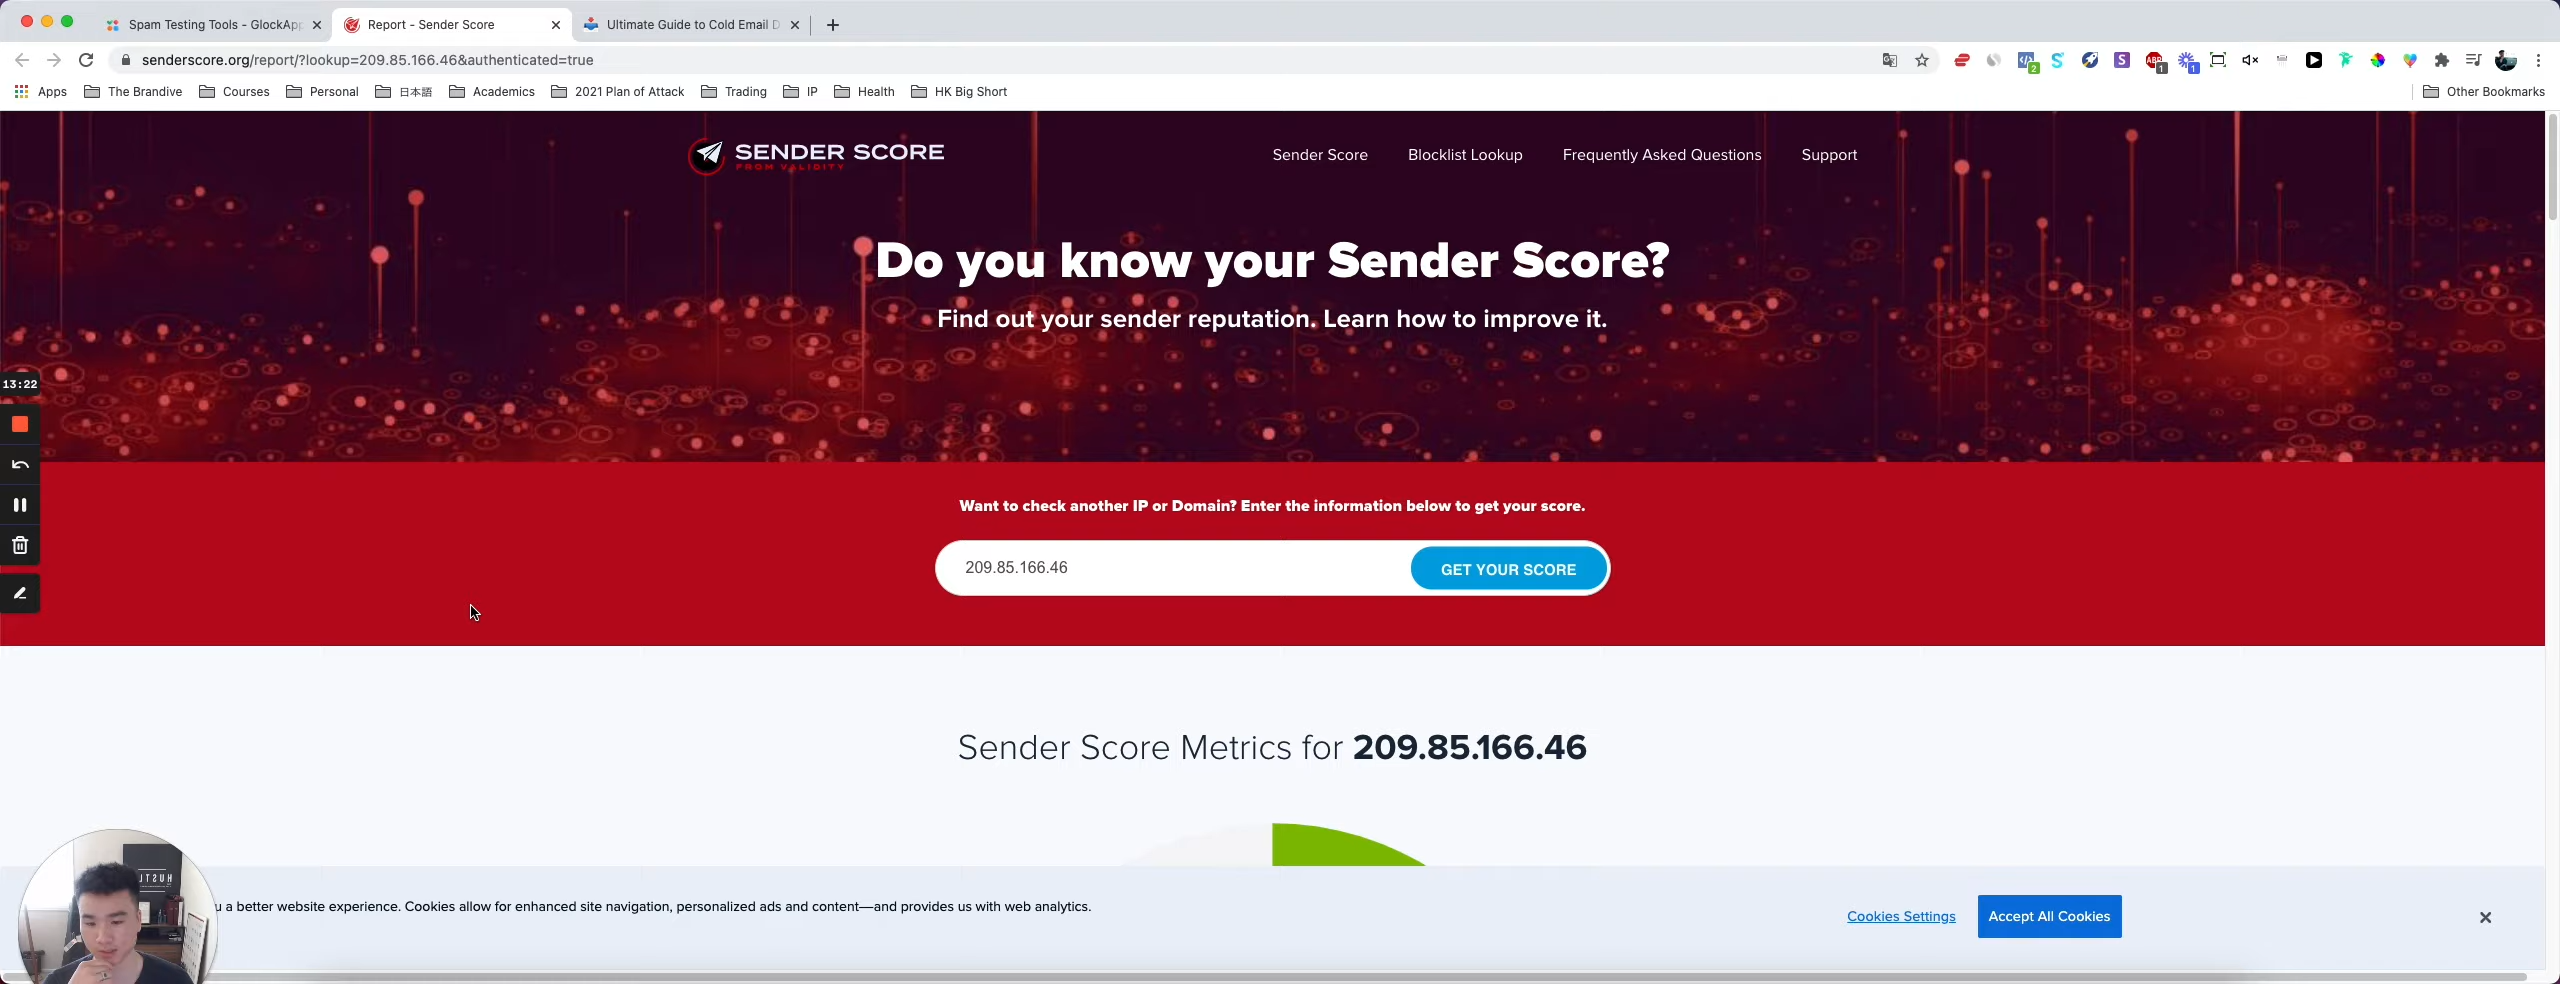 Spam Testing Tools - GlockApp
Report - Sender Score
Ultimate Guide to Cold Email D
senderscore.org/report/?lookup=209.85.166.46&authenticated=true
Apps
The Brandive
Courses
Personal
日本語
Academics
2021 Plan of Attack
Trading
IP
Health
HK Big Short
Other Bookmarks
SENDER SCORE
FROM VALIDITY
Sender Score
Blocklist Lookup
Frequently Asked Questions
Support
Do you know your Sender Score?
Find out your sender reputation. Learn how to improve it.
13:22
Want to check another IP or Domain? Enter the information below to get your score.
209.85.166.46
GET YOUR SCORE
Sender Score Metrics for 209.85.166.46
u a better website experience. Cookies allow for enhanced site navigation, personalized ads and content—and provides us with web analytics.
Cookies Settings
Accept All Cookies